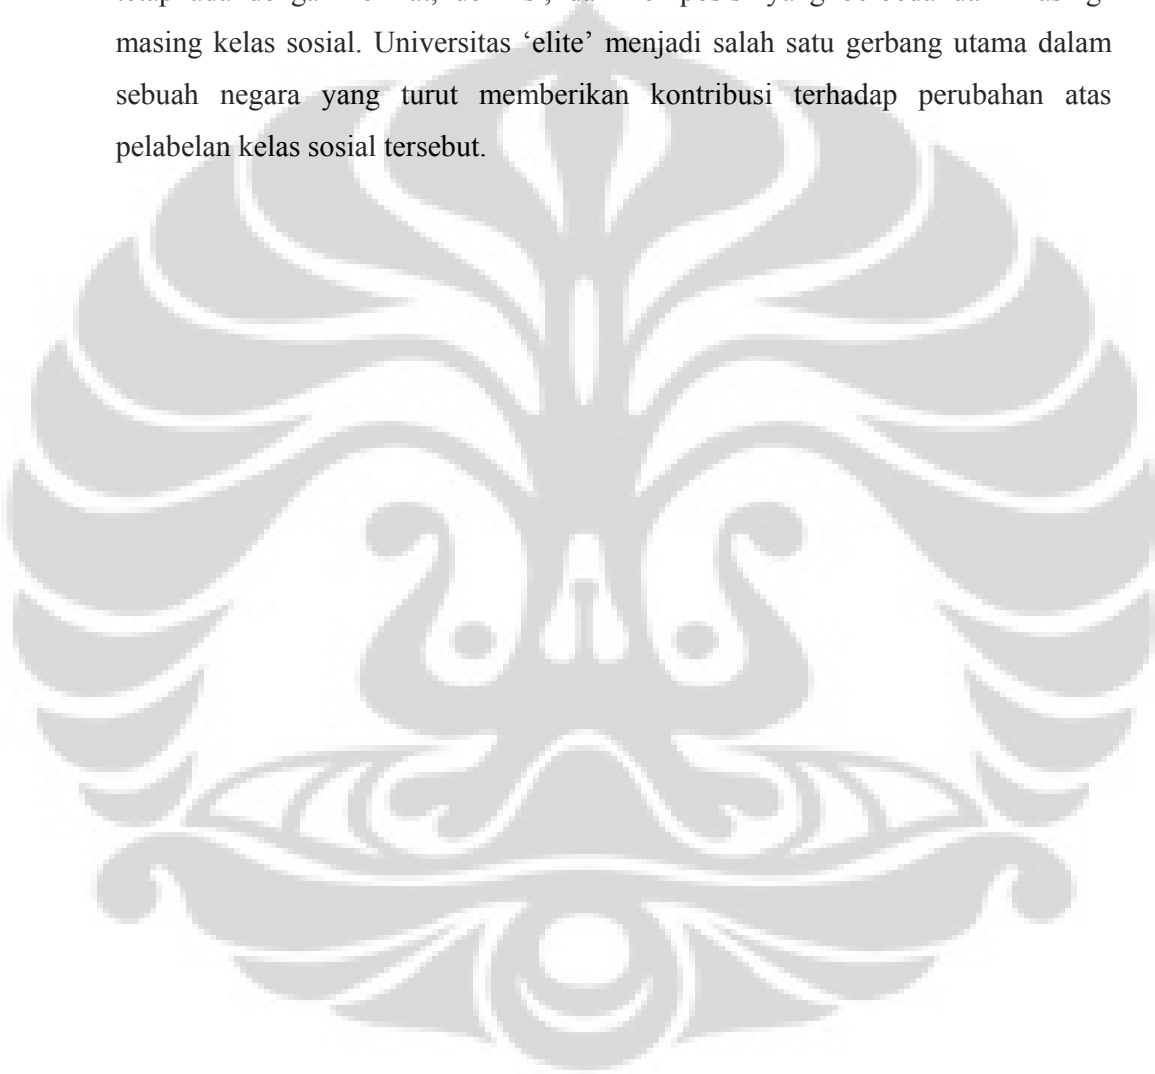 masing kelas sosial. Universitas ‘elite’ menjadi salah satu gerbang utama dalam
sebuah negara yang turut memberikan kontribusi terhadap perubahan atas
pelabelan kelas sosial tersebut.